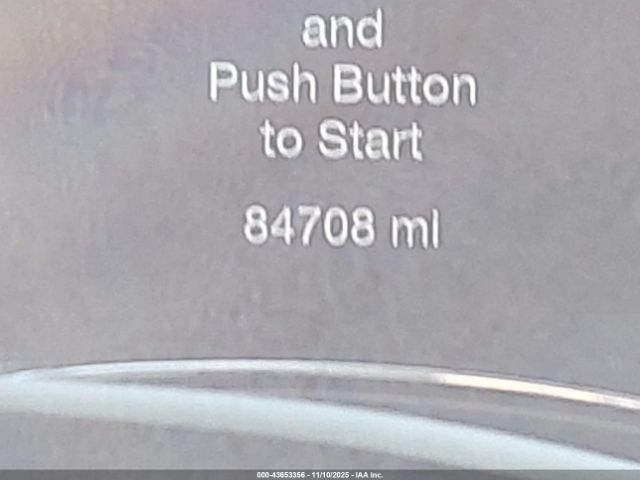 and
Push Button
to Start
84708 mi
000-43653356 - 11/10/2025 - IAA Inc.